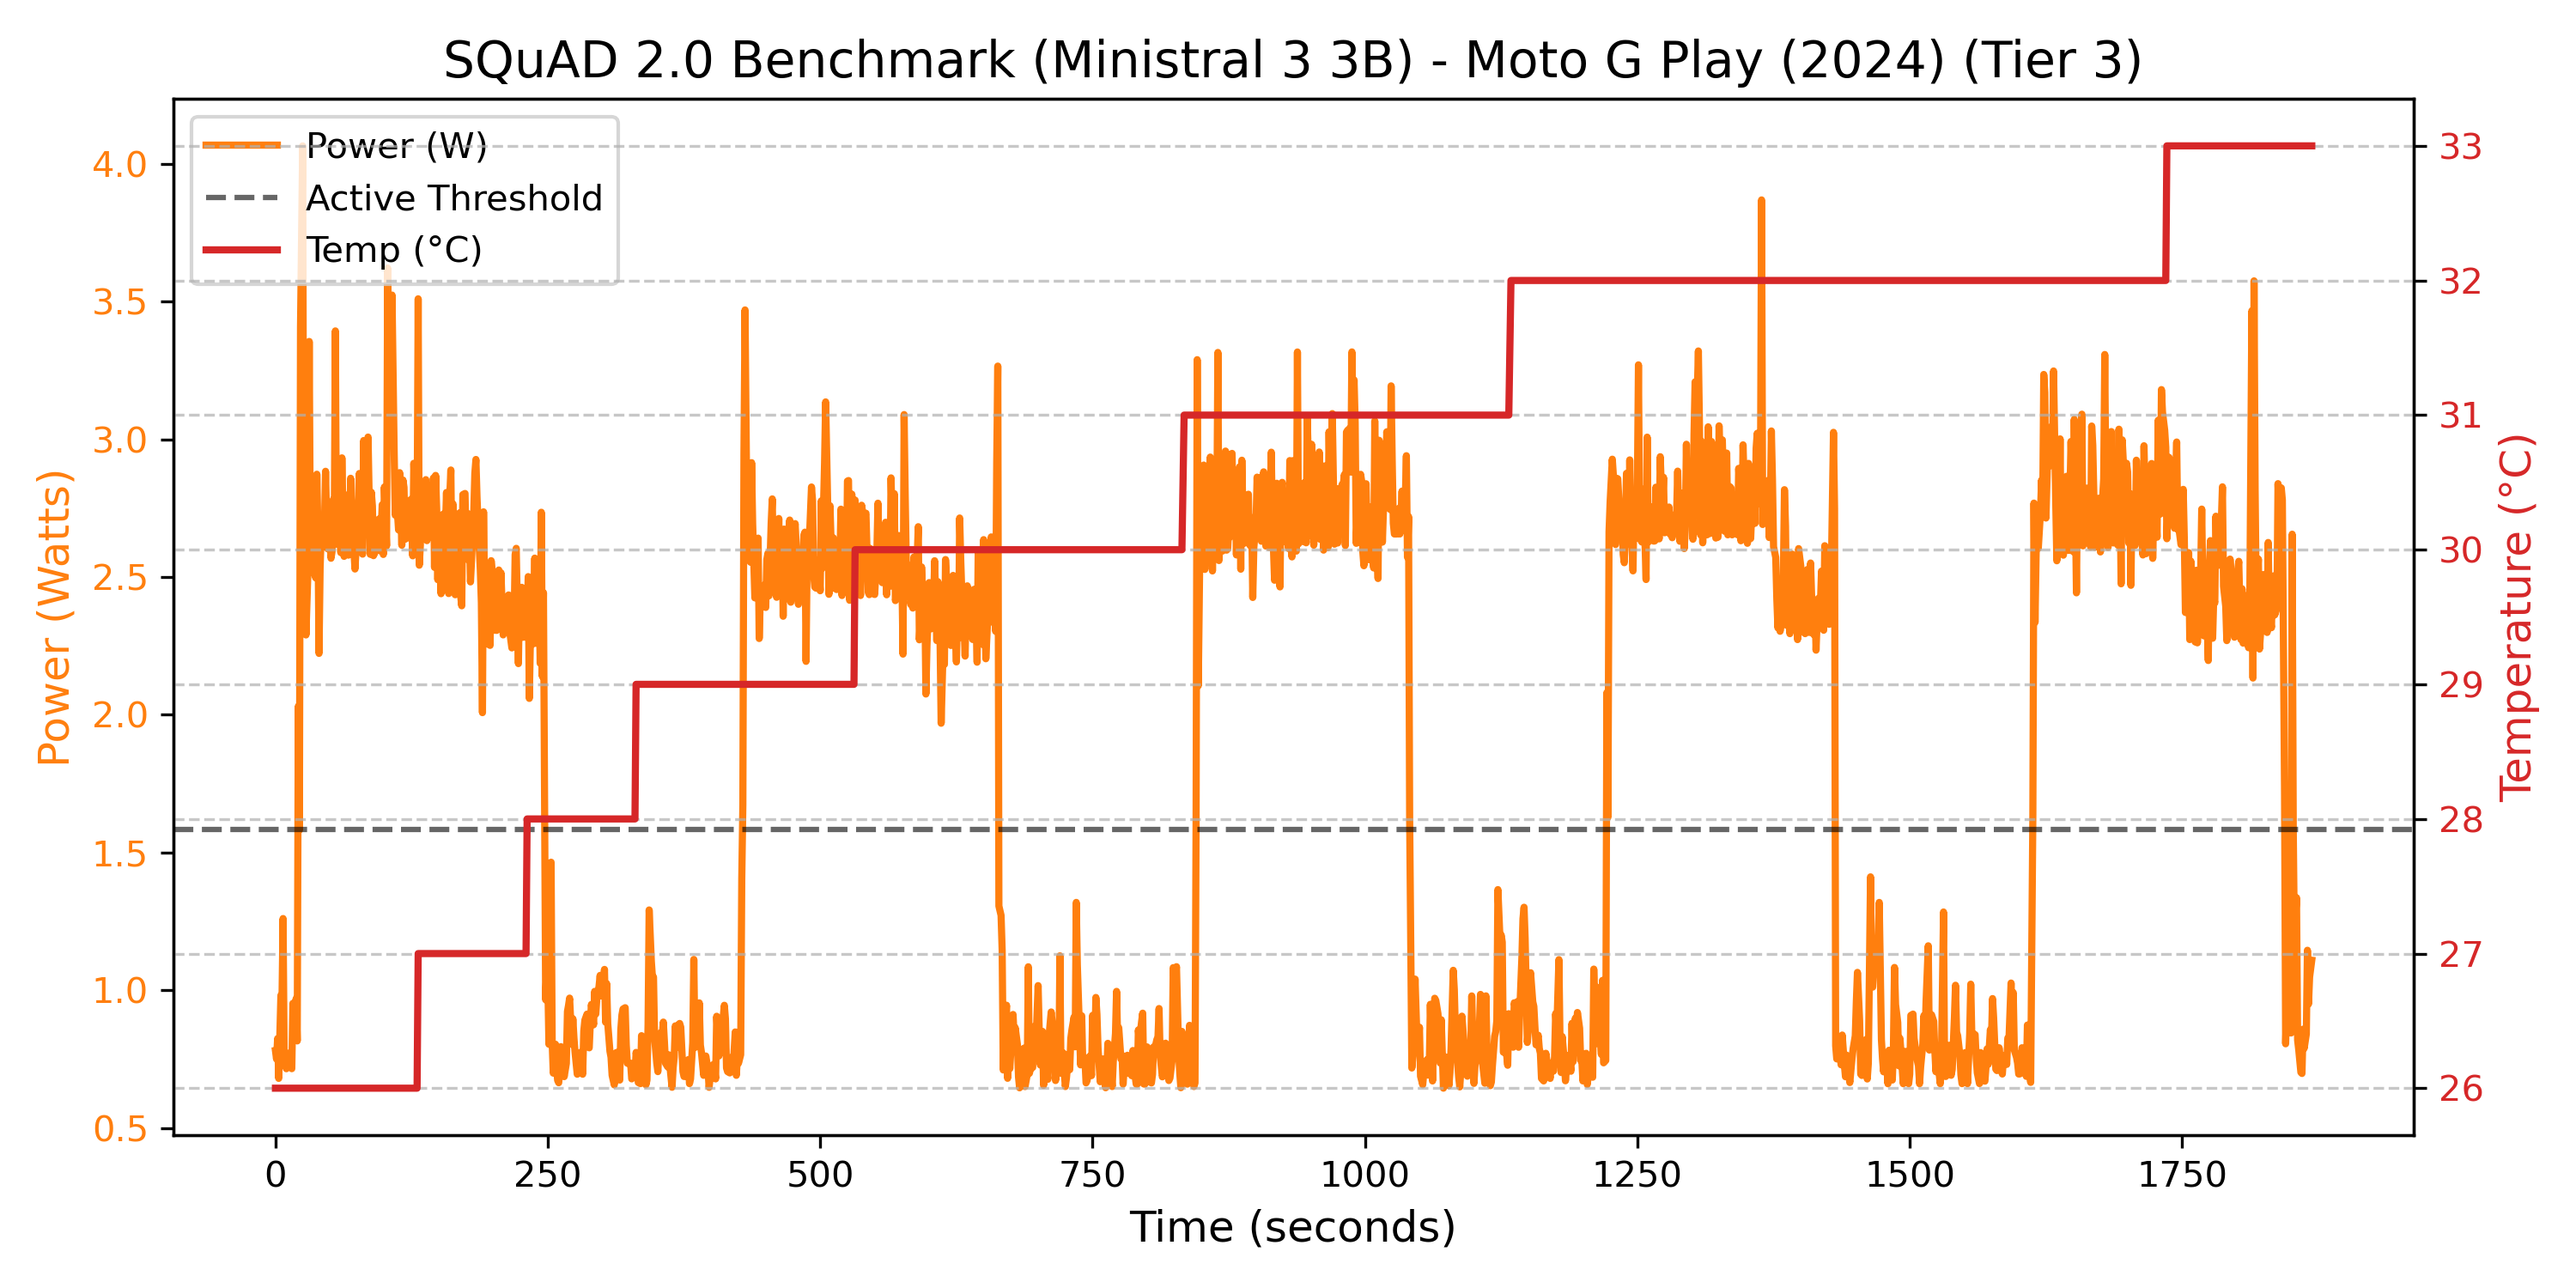 SQuAD 2.0 Benchmark (Ministral 3 3B) - Moto G Play (2024) (Tier 3)
Power (W)
Active Threshold
Temp (°C)
Power (Watts)
4.0
3.5
3.0
2.5
2.0
1.5
1.0
0.5
33
32
31
30
29
28
27
26
Temperature (°C)
0 250 500 750 1000 1250 1500 1750
Time (seconds)